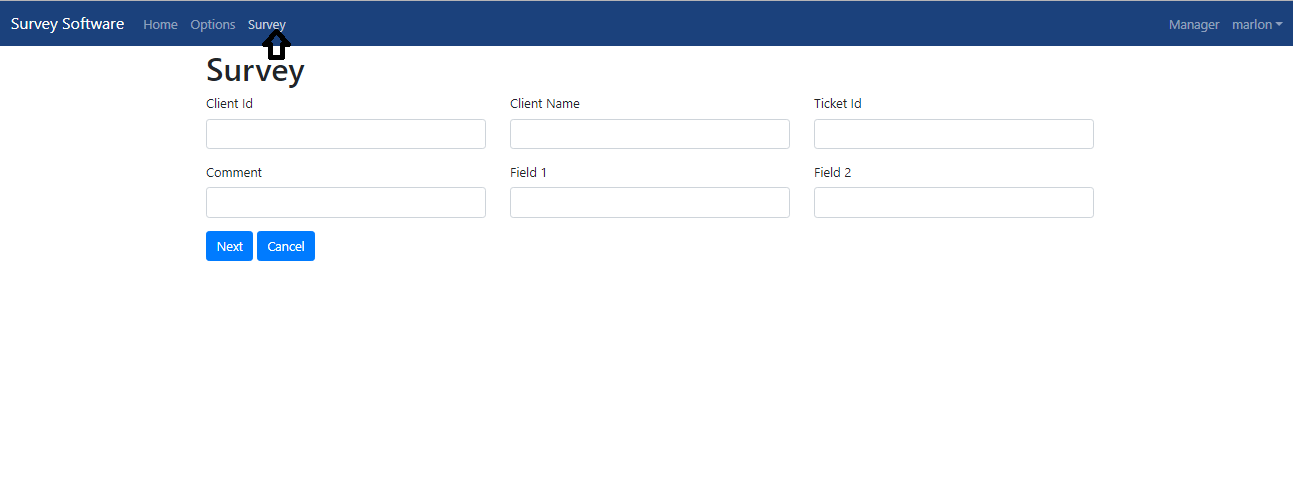 Survey Software Home Options Survey Manager marlon
Survey
Client Id Client Name Ticket Id
Comment Field 1 Field 2
Next Cancel